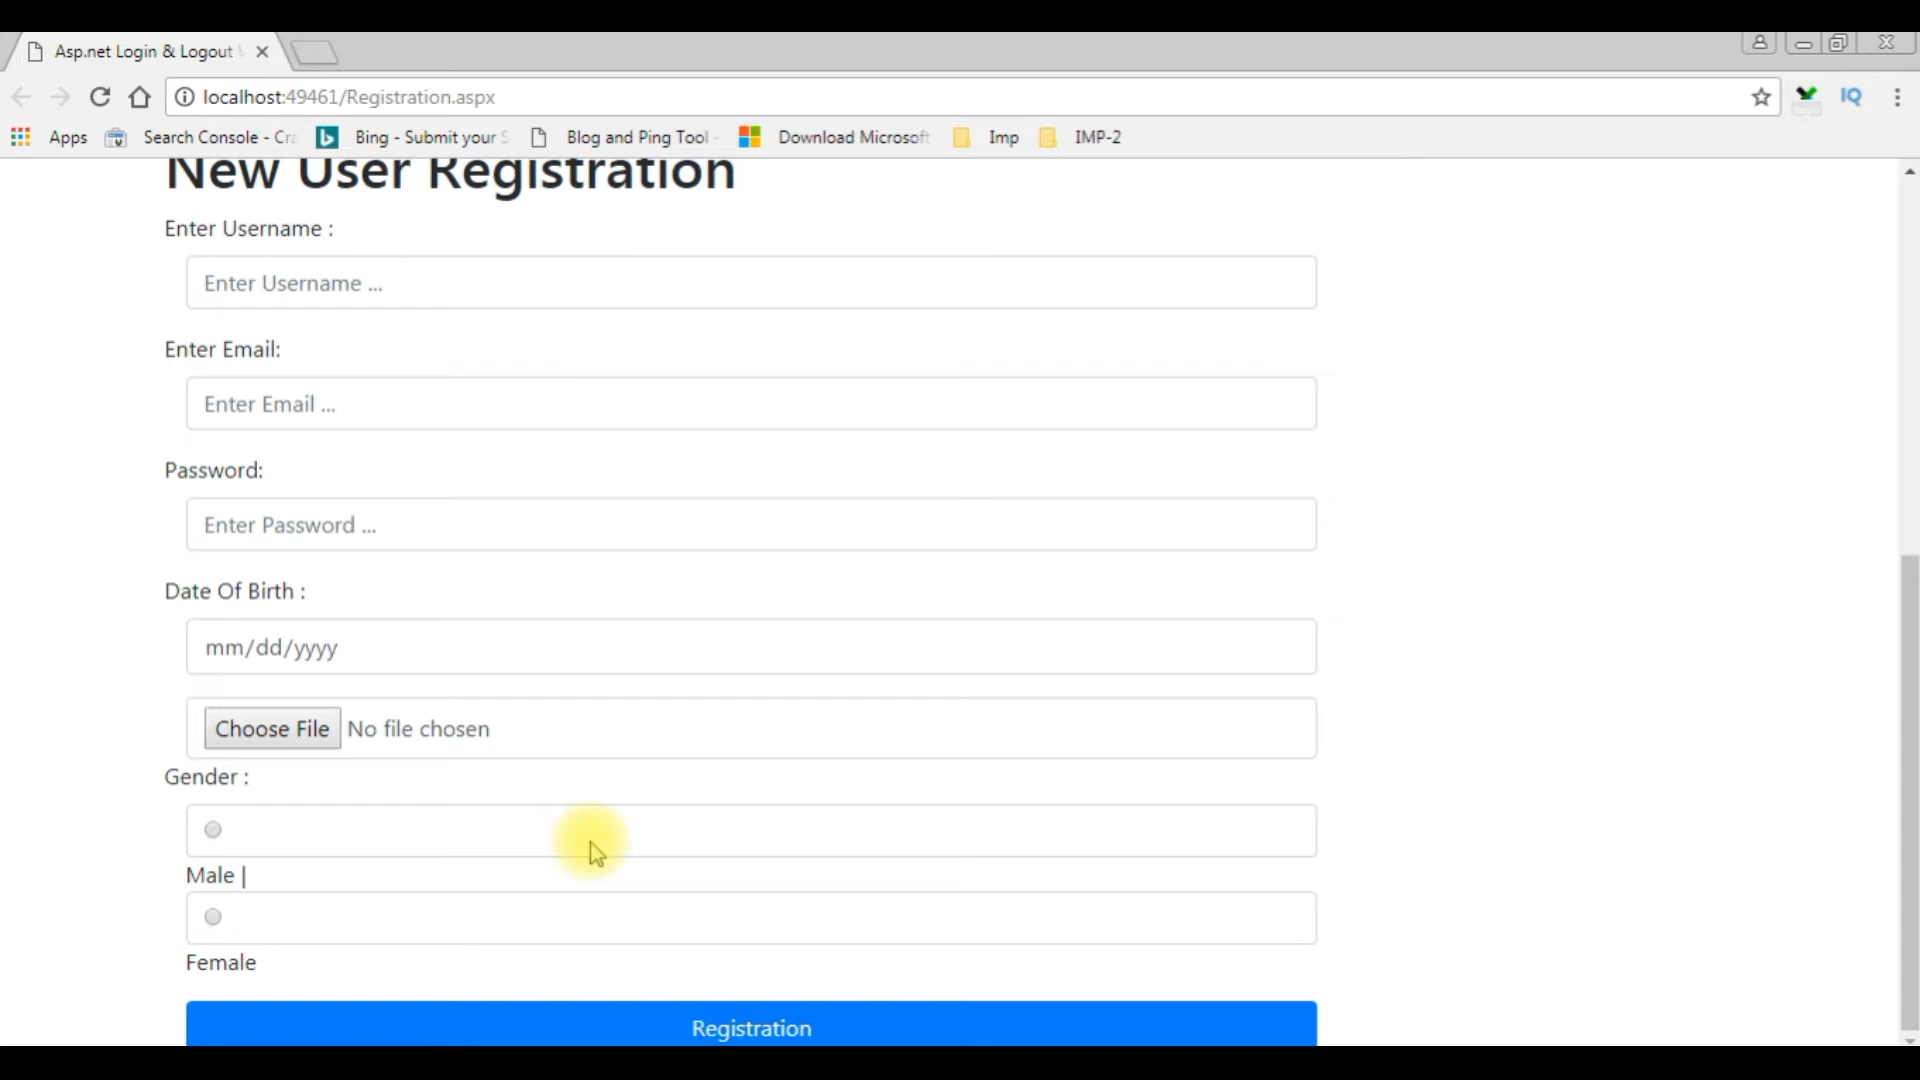 Asp.net Login & Logout
localhost:49461/Registration.aspx
IQ
Apps Search Console - Cra Bing - Submit your S Blog and Ping Tool - Download Microsoft Imp IMP-2
New User Registration
Enter Username :
Enter Username ...
Enter Email:
Enter Email ...
Password:
Enter Password ...
Date Of Birth :
mm/dd/yyyy
Choose File No file chosen
Gender :
Male |
Female
Registration